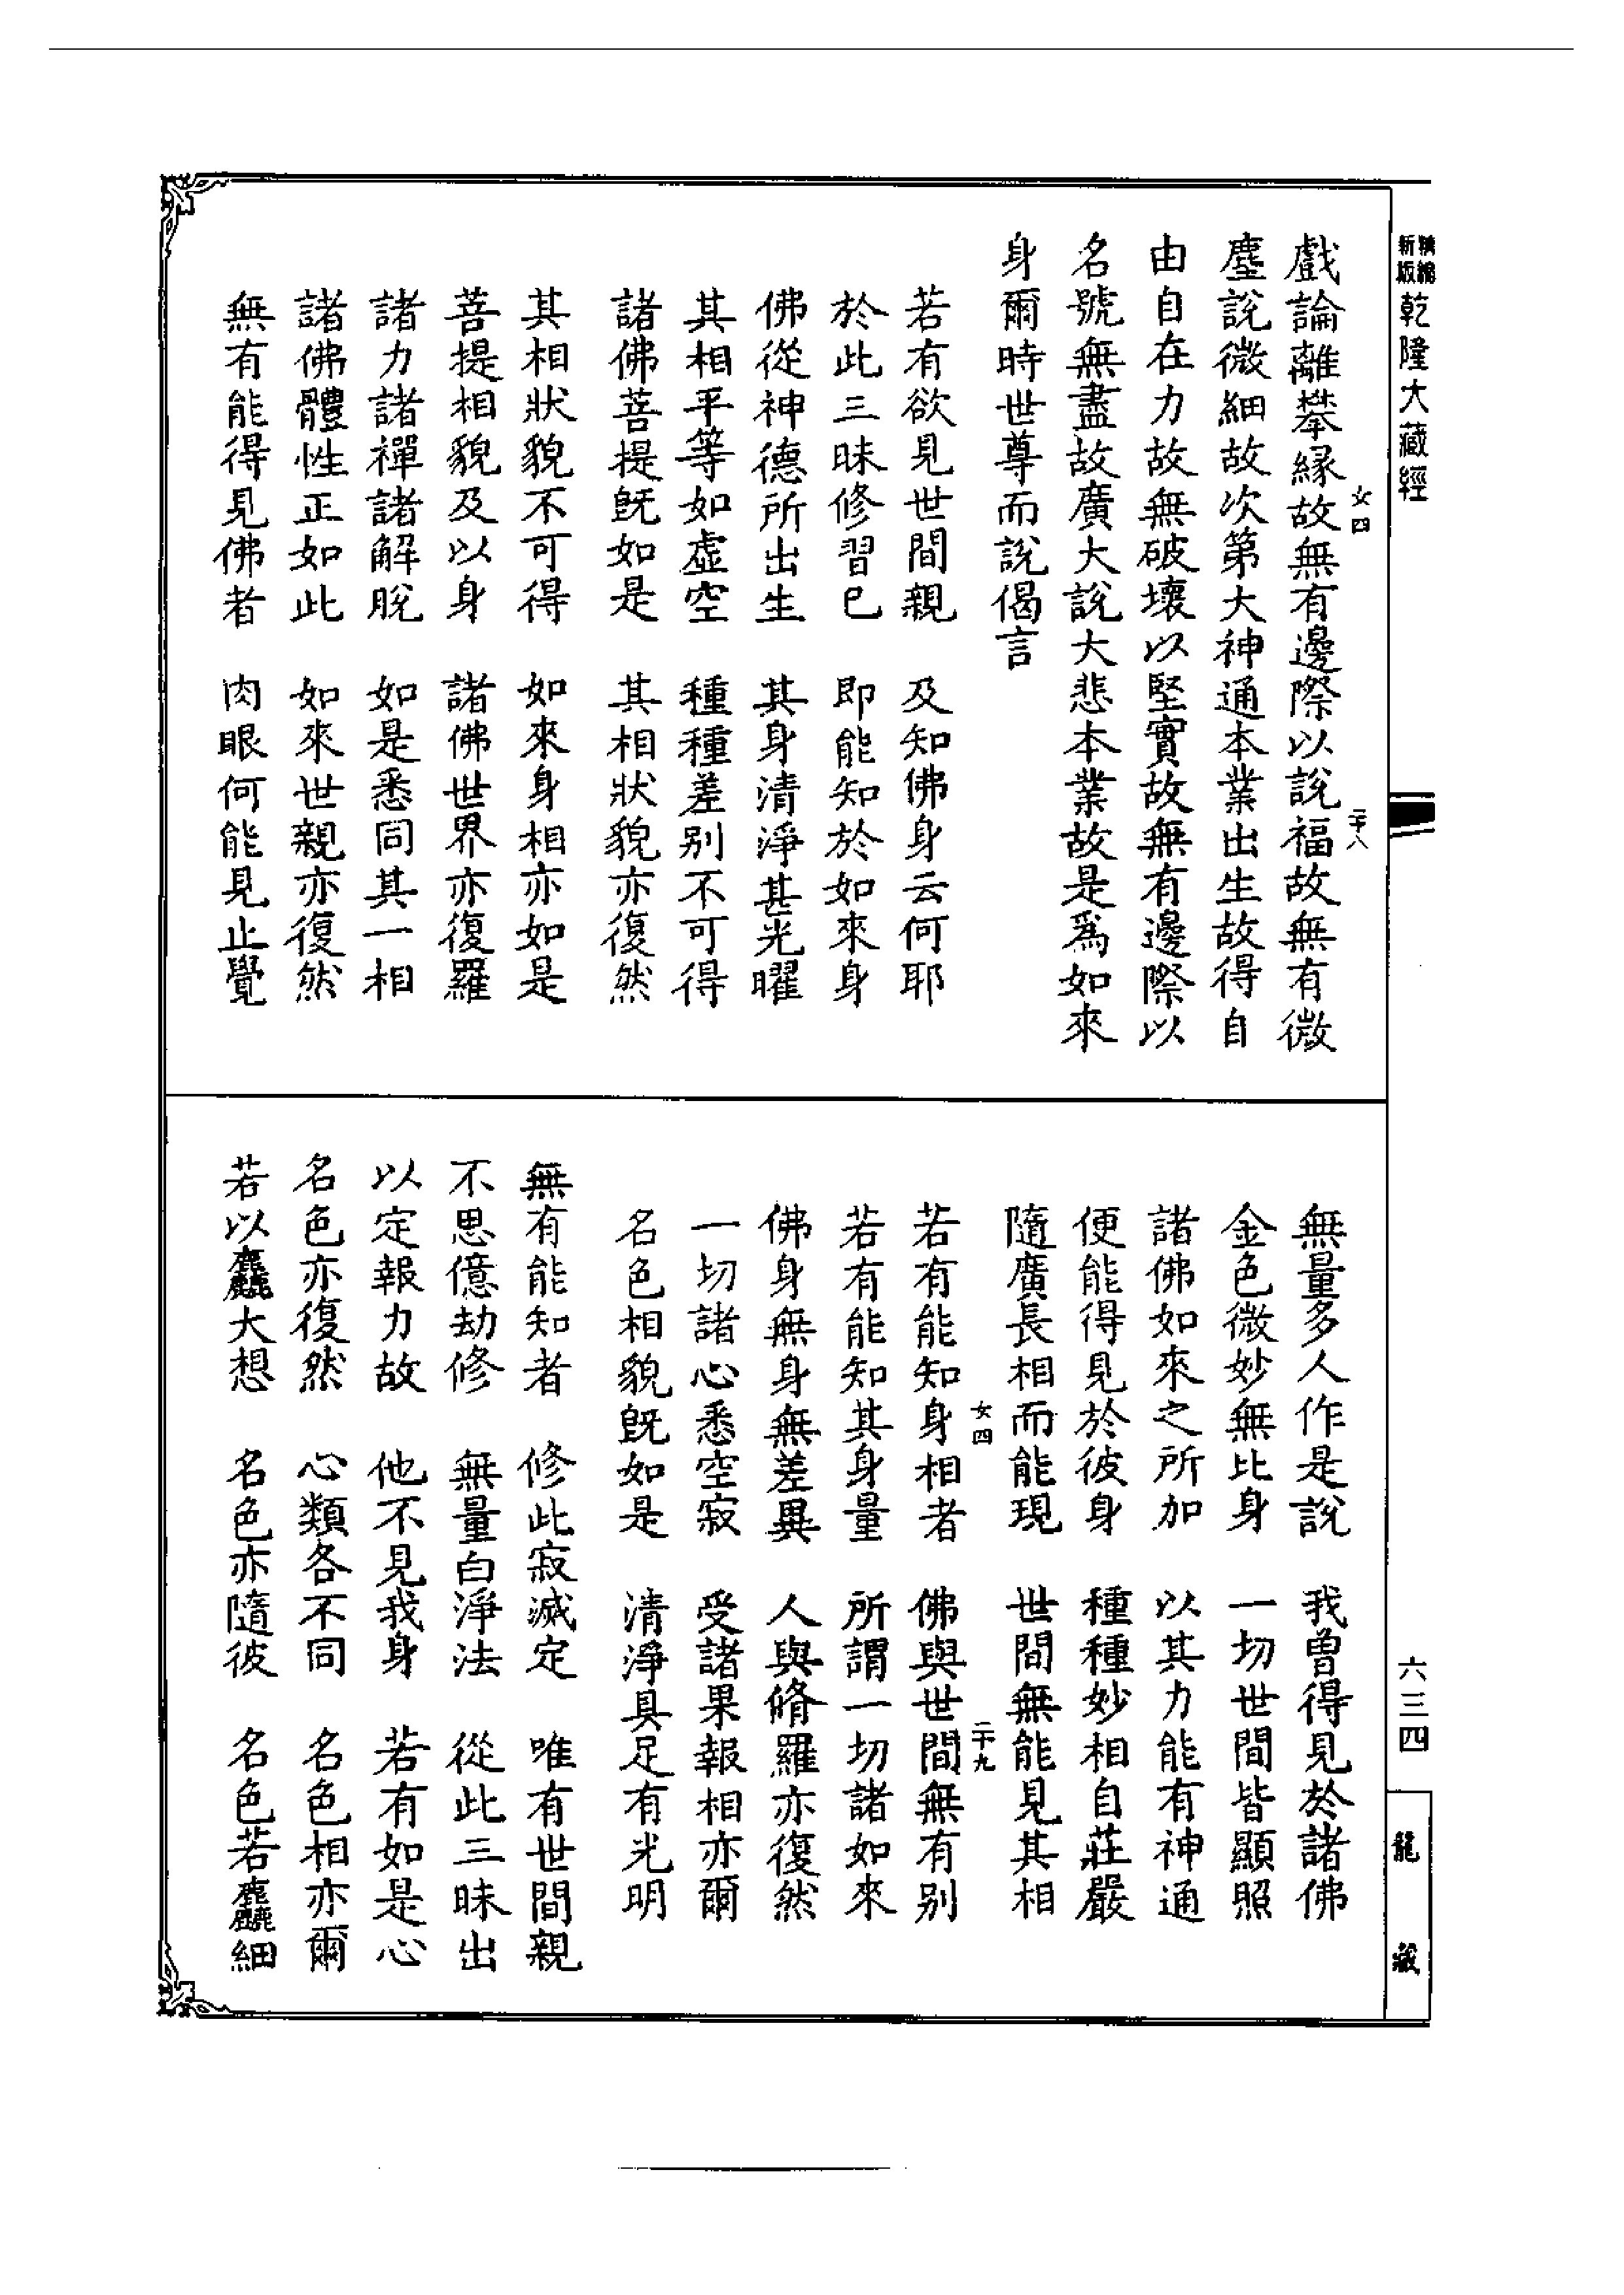 精縮新版 乾隆大藏經
女四 二十八
戲論離攀緣故無有邊際以說福故無有微
塵說微細故次第大神通本業出生故得自
由自在力故無破壞以堅實故無有邊際以
名號無盡故廣大說大悲本業故是為如來
身爾時世尊而說偈言
若有欲見世間親　及知佛身云何耶
於此三昧修習已　即能知於如來身
佛從神德所出生　其身清淨甚光曜
其相平等如虛空　種種差別不可得
諸佛菩提既如是　其相狀貌亦復然
其相狀貌不可得　如來身相亦如是
菩提相貌及以身　諸佛世界亦復羅
諸力諸禪諸解脫　如是悉同其一相
諸佛體性正如此　如來世親亦復然
無有能得見佛者　肉眼何能見止覺
無量多人作是說　我曾得見於諸佛
金色微妙無比身　一切世間皆顯照
諸佛如來之所加　以其力能有神通
便能得見於彼身　種種妙相自莊嚴
隨廣長相而能現　世間無能見其相
女四 二十九
若有能知身相者　佛與世間無有別
若有能知其身量　所謂一切諸如來
佛身無身無差異　人與脩羅亦復然
一切諸心悉空寂　受諸果報相亦爾
名色相貌既如是　清淨具足有光明
無有能知者　修此寂滅定　唯有世間親
不思億劫修　無量白淨法　從此三昧出
以定報力故　他不見我身　若有如是心
名色亦復然　心類各不同　名色相亦爾
若以麤大想　名色亦隨彼　名色若麤細
六三四
龍藏